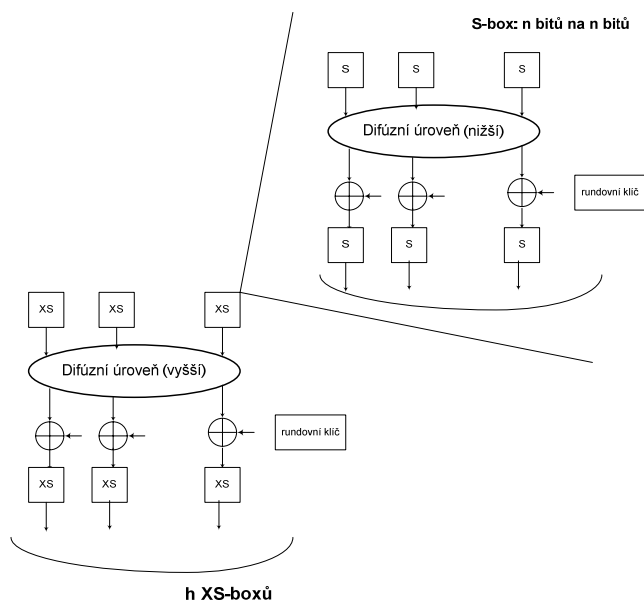 S-box: n bitů na n bitů
S S S
Difúzní úroveň (nižší)
rundovní klíč
S S S
XS XS XS
Difúzní úroveň (vyšší)
rundovní klíč
XS XS XS
h XS-boxů